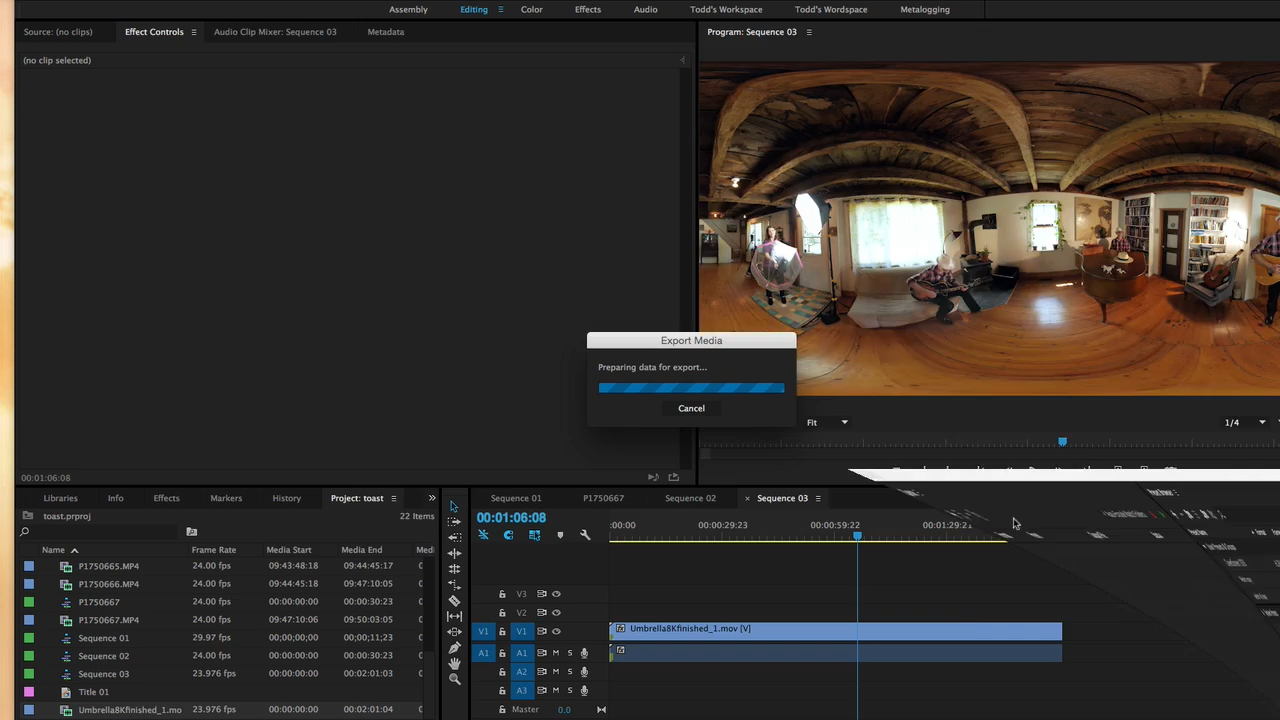 Assembly Editing Color Effects Audio Todd's Workspace Todd's Wordspace Metalogging
Source: (no clips) Effect Controls Audio Clip Mixer: Sequence 03 Metadata
Program: Sequence 03
(no clip selected)
Export Media
Preparing data for export...
Cancel
Fit 1/4
00:01:06:08
Libraries Info Effects Markers History Project: toast
toast.prproj 22 Items
Name Frame Rate Media Start Media End Medi
P1750665.MP4 24.00 fps 09:43:48:18 09:44:45:17
P1750666.MP4 24.00 fps 09:44:45:18 09:47:10:05
P1750667 24.00 fps 00:00:00:00 00:00:30:23
P1750667.MP4 24.00 fps 09:47:10:06 09:50:03:05
Sequence 01 29.97 fps 00;00;00;00 00;00;11;23
Sequence 02 24.00 fps 00:00:00:00 00:00:30:23
Sequence 03 23.976 fps 00:00:00:00 00:02:01:03
Title 01
Umbrella8Kfinished_1.mo 23.976 fps 00:00:00:00 00:02:01:04
Sequence 01 P1750667 Sequence 02 × Sequence 03
00:01:06:08
:00:00 00:00:29:23 00:00:59:22 00:01:29:21
V3
V2
V1 V1 fx Umbrella8Kfinished_1.mov [V]
A1 A1 M S fx
A2 M S
A3 M S
Master 0.0